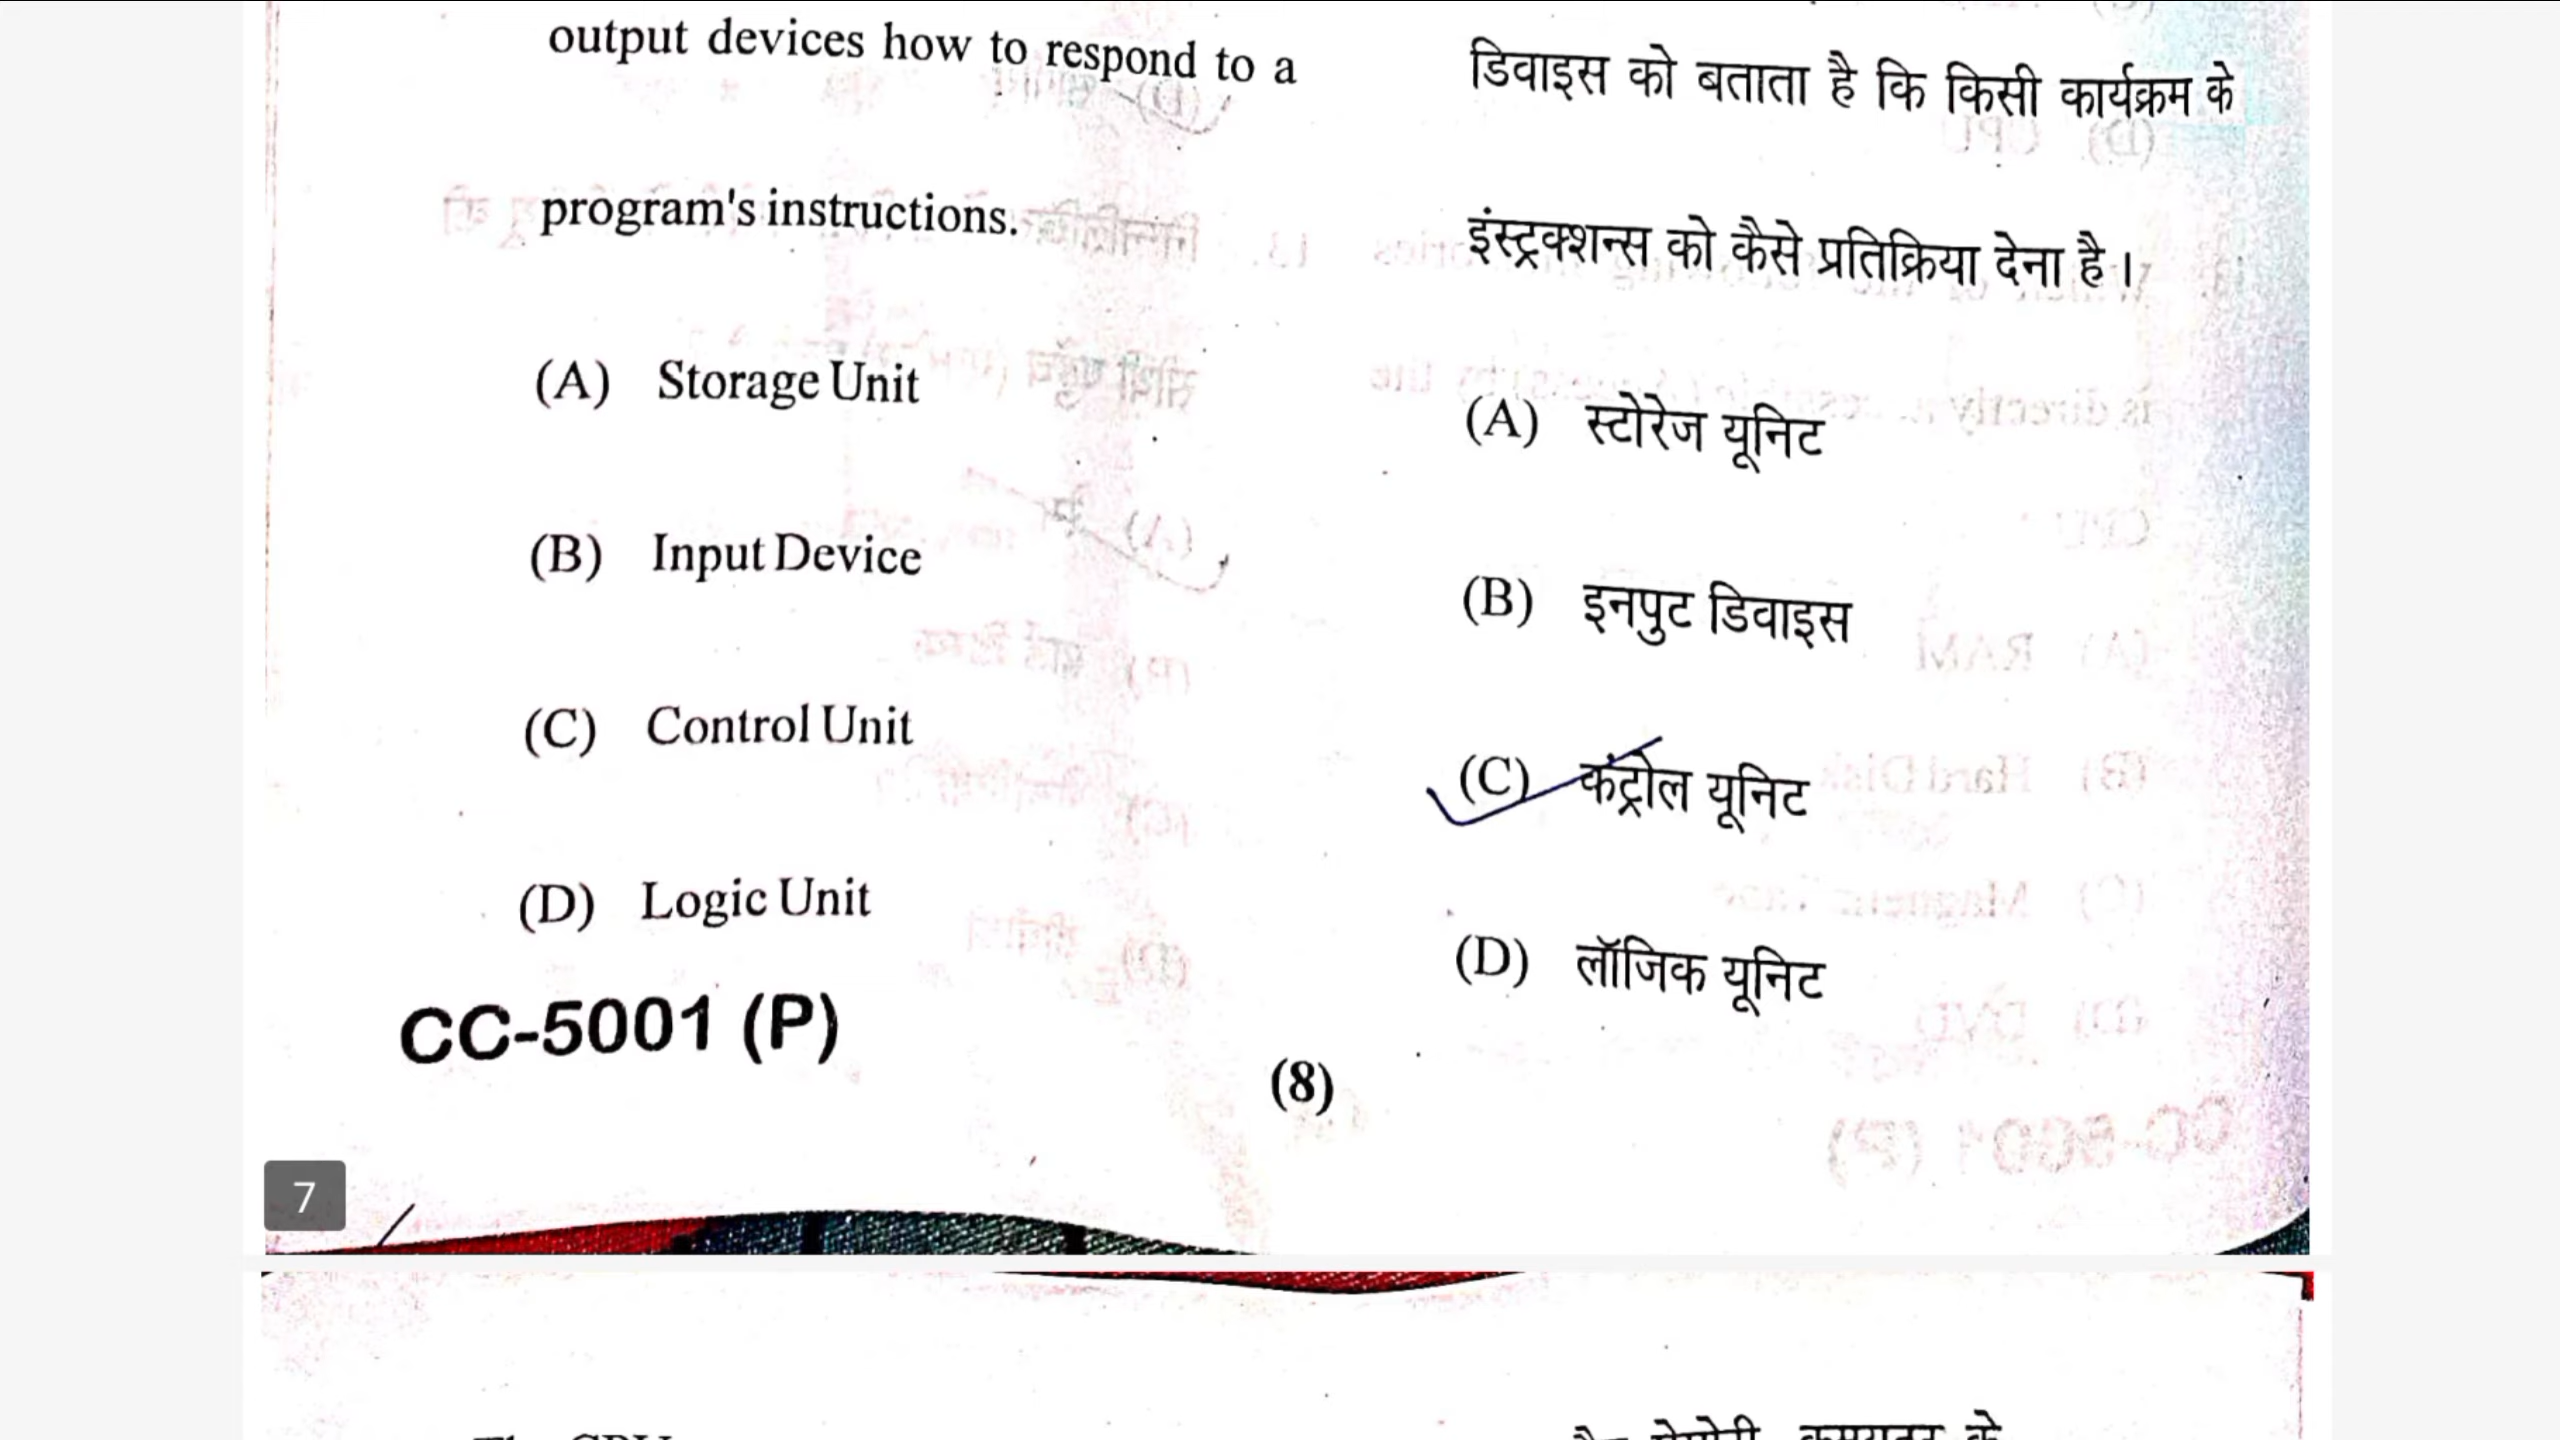 output devices how to respond to a
program's instructions.
(A) Storage Unit
(B) Input Device
(C) Control Unit
(D) Logic Unit
डिवाइस को बताता है कि किसी कार्यक्रम के
इंस्ट्रक्शन्स को कैसे प्रतिक्रिया देना है।
(A) स्टोरेज यूनिट
(B) इनपुट डिवाइस
(C) कंट्रोल यूनिट
(D) लॉजिक यूनिट
CC-5001 (P)
(8)
7